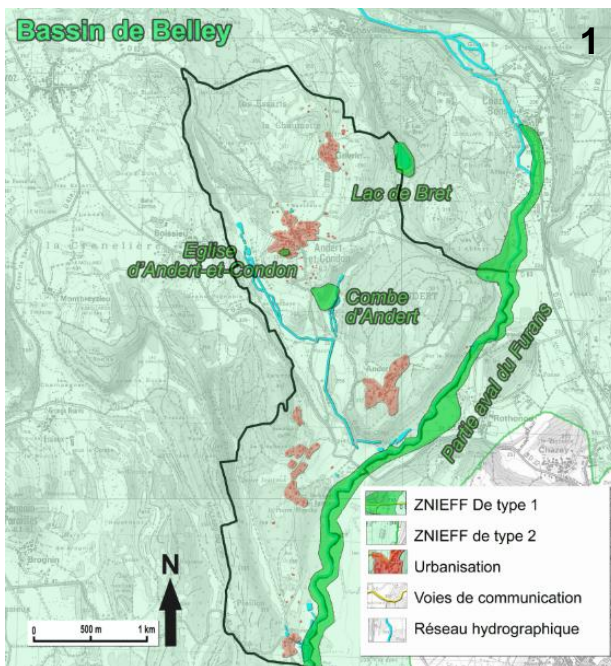 Bassin de Belley
1
Lac de Bret
Eglise
d'Andert-et-Condon
Combe
d'Andert
Partie aval du Furans
ZNIEFF De type 1
ZNIEFF de type 2
Urbanisation
Voies de communication
Réseau hydrographique
N
0 500 m 1 km